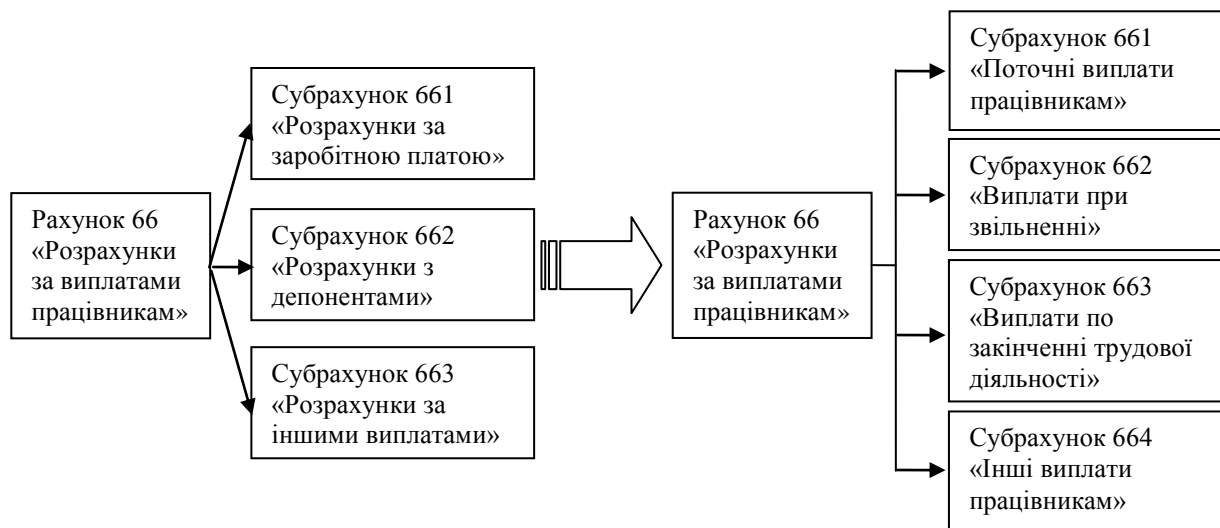 Рахунок 66
«Розрахунки
за виплатами
працівникам»
Субрахунок 661
«Розрахунки за
заробітною платою»
Субрахунок 662
«Розрахунки з
депонентами»
Субрахунок 663
«Розрахунки за
іншими виплатами»
Рахунок 66
«Розрахунки
за виплатами
працівникам»
Субрахунок 661
«Поточні виплати
працівникам»
Субрахунок 662
«Виплати при
звільненні»
Субрахунок 663
«Виплати по
закінченні трудової
діяльності»
Субрахунок 664
«Інші виплати
працівникам»